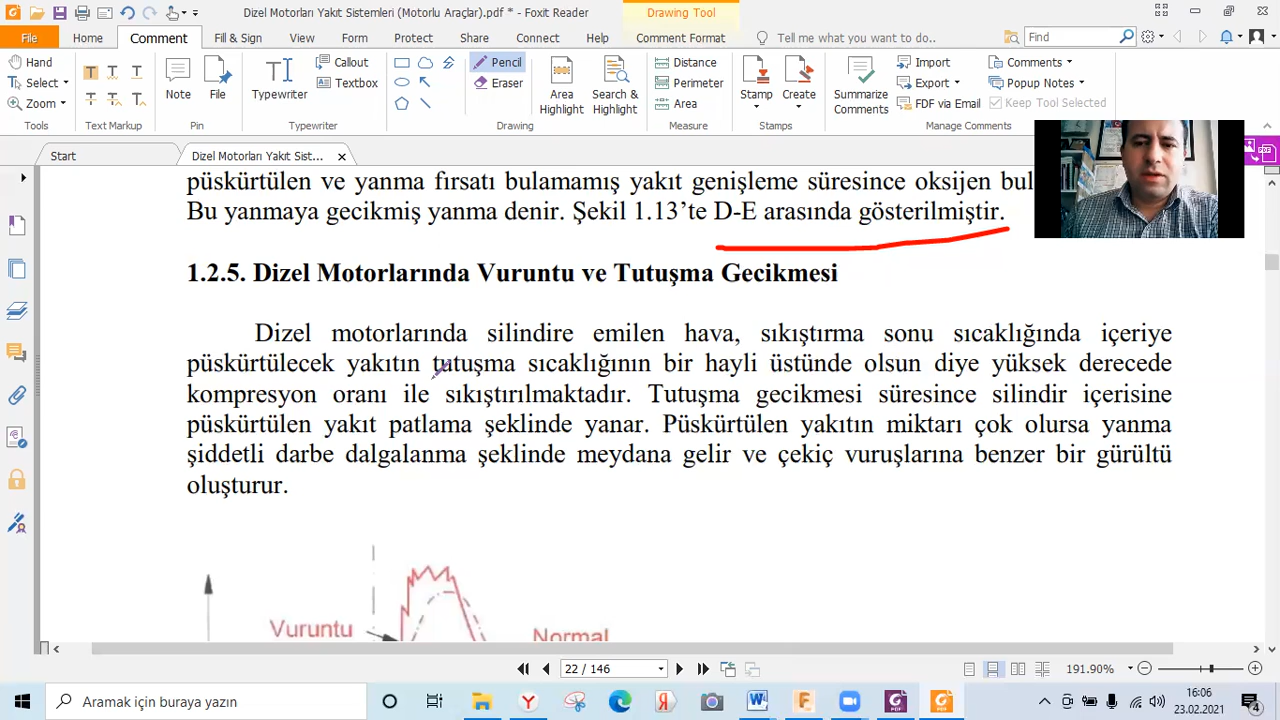 Dizel Motorları Yakıt Sistemleri (Motorlu Araçlar).pdf * - Foxit Reader
Drawing Tool
File Home Comment Fill & Sign View Form Protect Share Connect Help Comment Format Tell me what you want to do.. Find
Hand
Select
Zoom
Tools
Text Markup
Note
File
Pin
Typewriter
Callout
Textbox
Typewriter
Pencil
Eraser
Area Highlight
Search & Highlight
Drawing
Distance
Perimeter
Area
Measure
Stamp
Create
Stamps
Summarize Comments
Import
Export
FDF via Email
Comments
Popup Notes
Keep Tool Selected
Manage Comments
Start
Dizel Motorları Yakıt Sist...
püskürtülen ve yanma fırsatı bulamamış yakıt genişleme süresince oksijen bul
Bu yanmaya gecikmiş yanma denir. Şekil 1.13’te D-E arasında gösterilmiştir.
1.2.5. Dizel Motorlarında Vuruntu ve Tutuşma Gecikmesi
Dizel motorlarında silindire emilen hava, sıkıştırma sonu sıcaklığında içeriye
püskürtülecek yakıtın tutuşma sıcaklığının bir hayli üstünde olsun diye yüksek derecede
kompresyon oranı ile sıkıştırılmaktadır. Tutuşma gecikmesi süresince silindir içerisine
püskürtülen yakıt patlama şeklinde yanar. Püskürtülen yakıtın miktarı çok olursa yanma
şiddetli darbe dalgalanma şeklinde meydana gelir ve çekiç vuruşlarına benzer bir gürültü
oluşturur.
Vuruntu
Normal
22 / 146
191.90%
Aramak için buraya yazın
16:06
23.02.2021
4